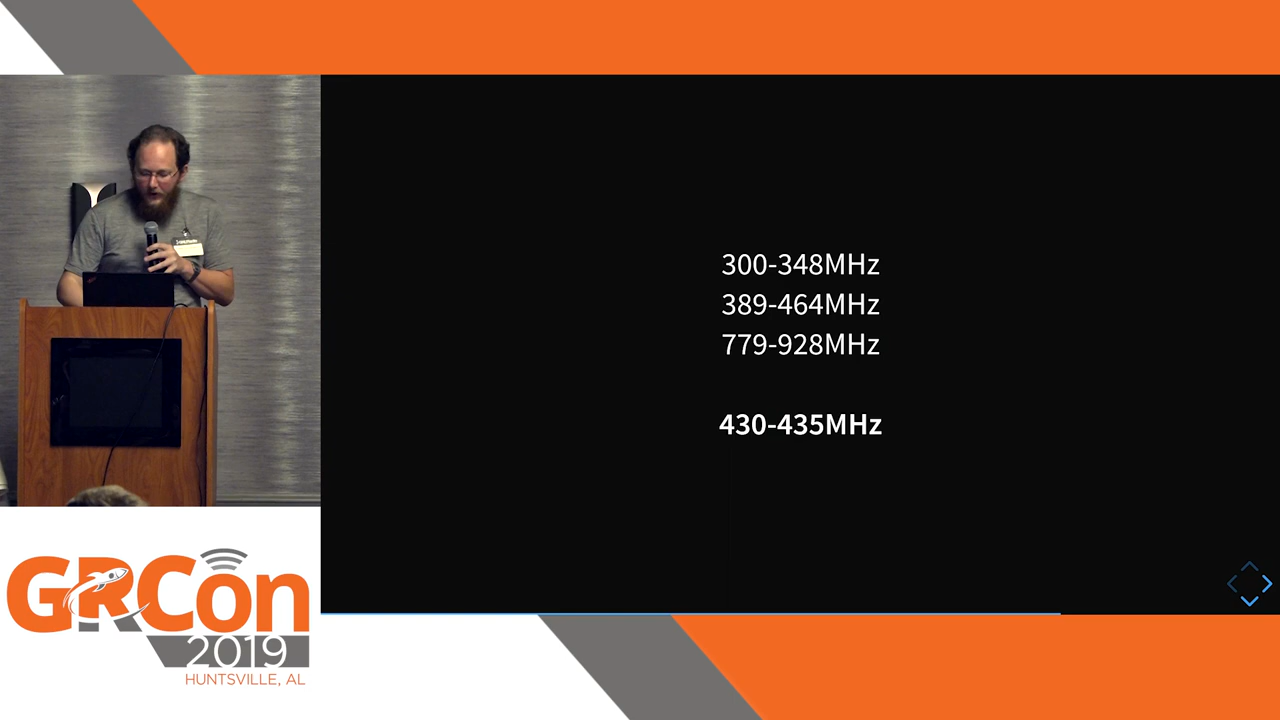 300-348MHz
389-464MHz
779-928MHz
430-435MHz
GRCon
2019
HUNTSVILLE, AL